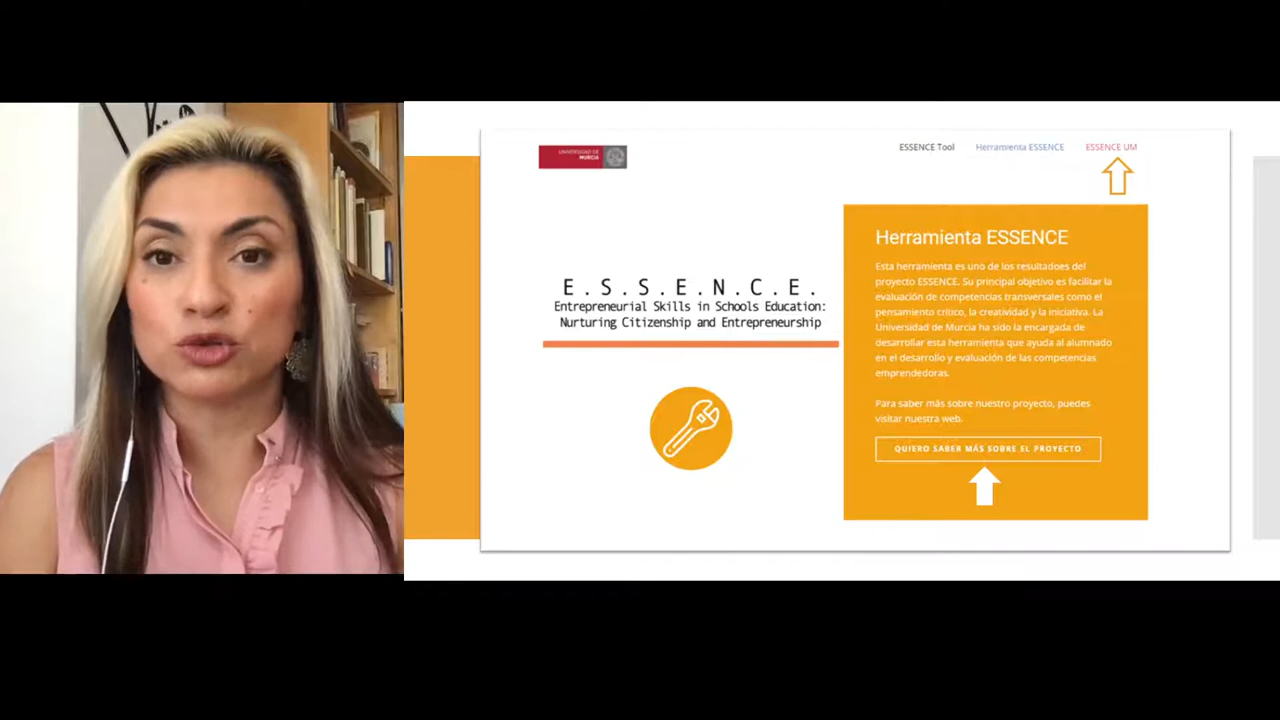 UNIVERSIDAD DE
MURCIA
ESSENCE Tool Herramienta ESSENCE ESSENCE UM
E.S.S.E.N.C.E.
Entrepreneurial Skills in Schools Education:
Nurturing Citizenship and Entrepreneurship
Herramienta ESSENCE
Esta herramienta es uno de los resultadoes del
proyecto ESSENCE. Su principal objetivo es facilitar la
evaluación de competencias transversales como el
pensamiento crítico, la creatividad y la iniciativa. La
Universidad de Murcia ha sido la encargada de
desarrollar esta herramienta que ayuda al alumnado
en el desarrollo y evaluación de las competencias
emprendedoras.
Para saber más sobre nuestro proyecto, puedes
visitar nuestra web.
QUIERO SABER MÁS SOBRE EL PROYECTO